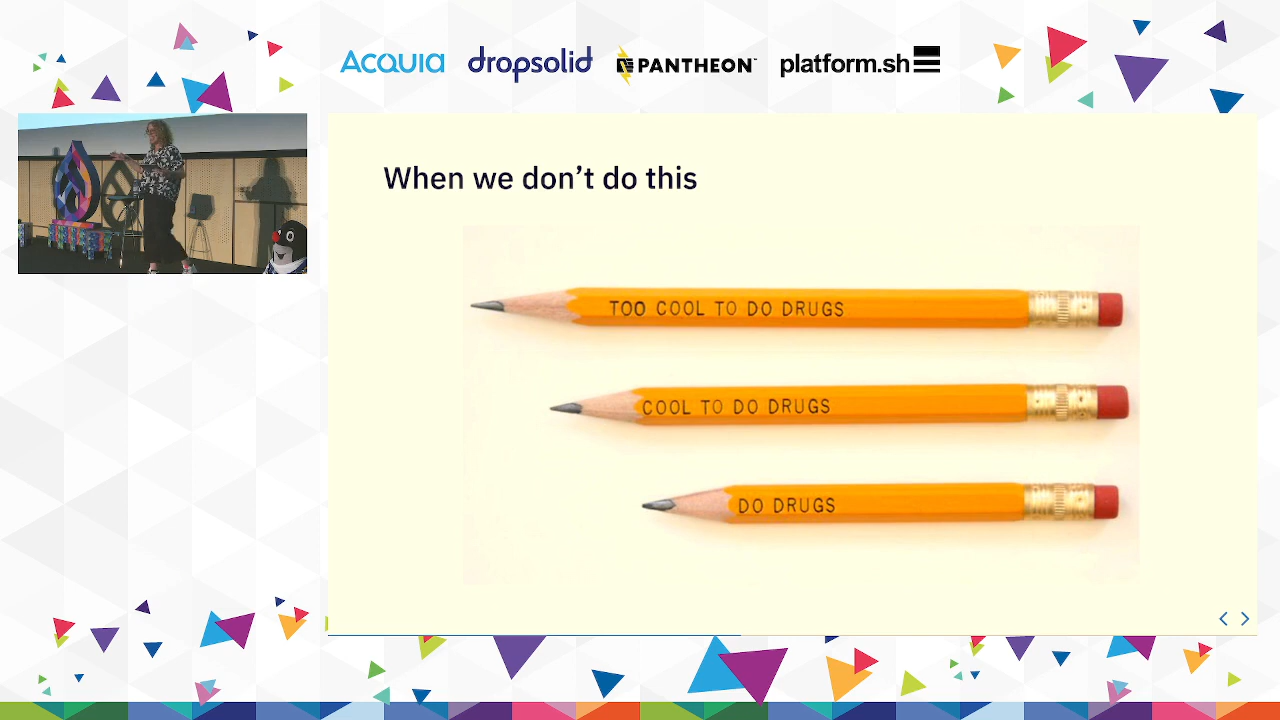 ACQUIA dropsolid PANTHEON platform.sh
When we don't do this
TOO COOL TO DO DRUGS
COOL TO DO DRUGS
DO DRUGS